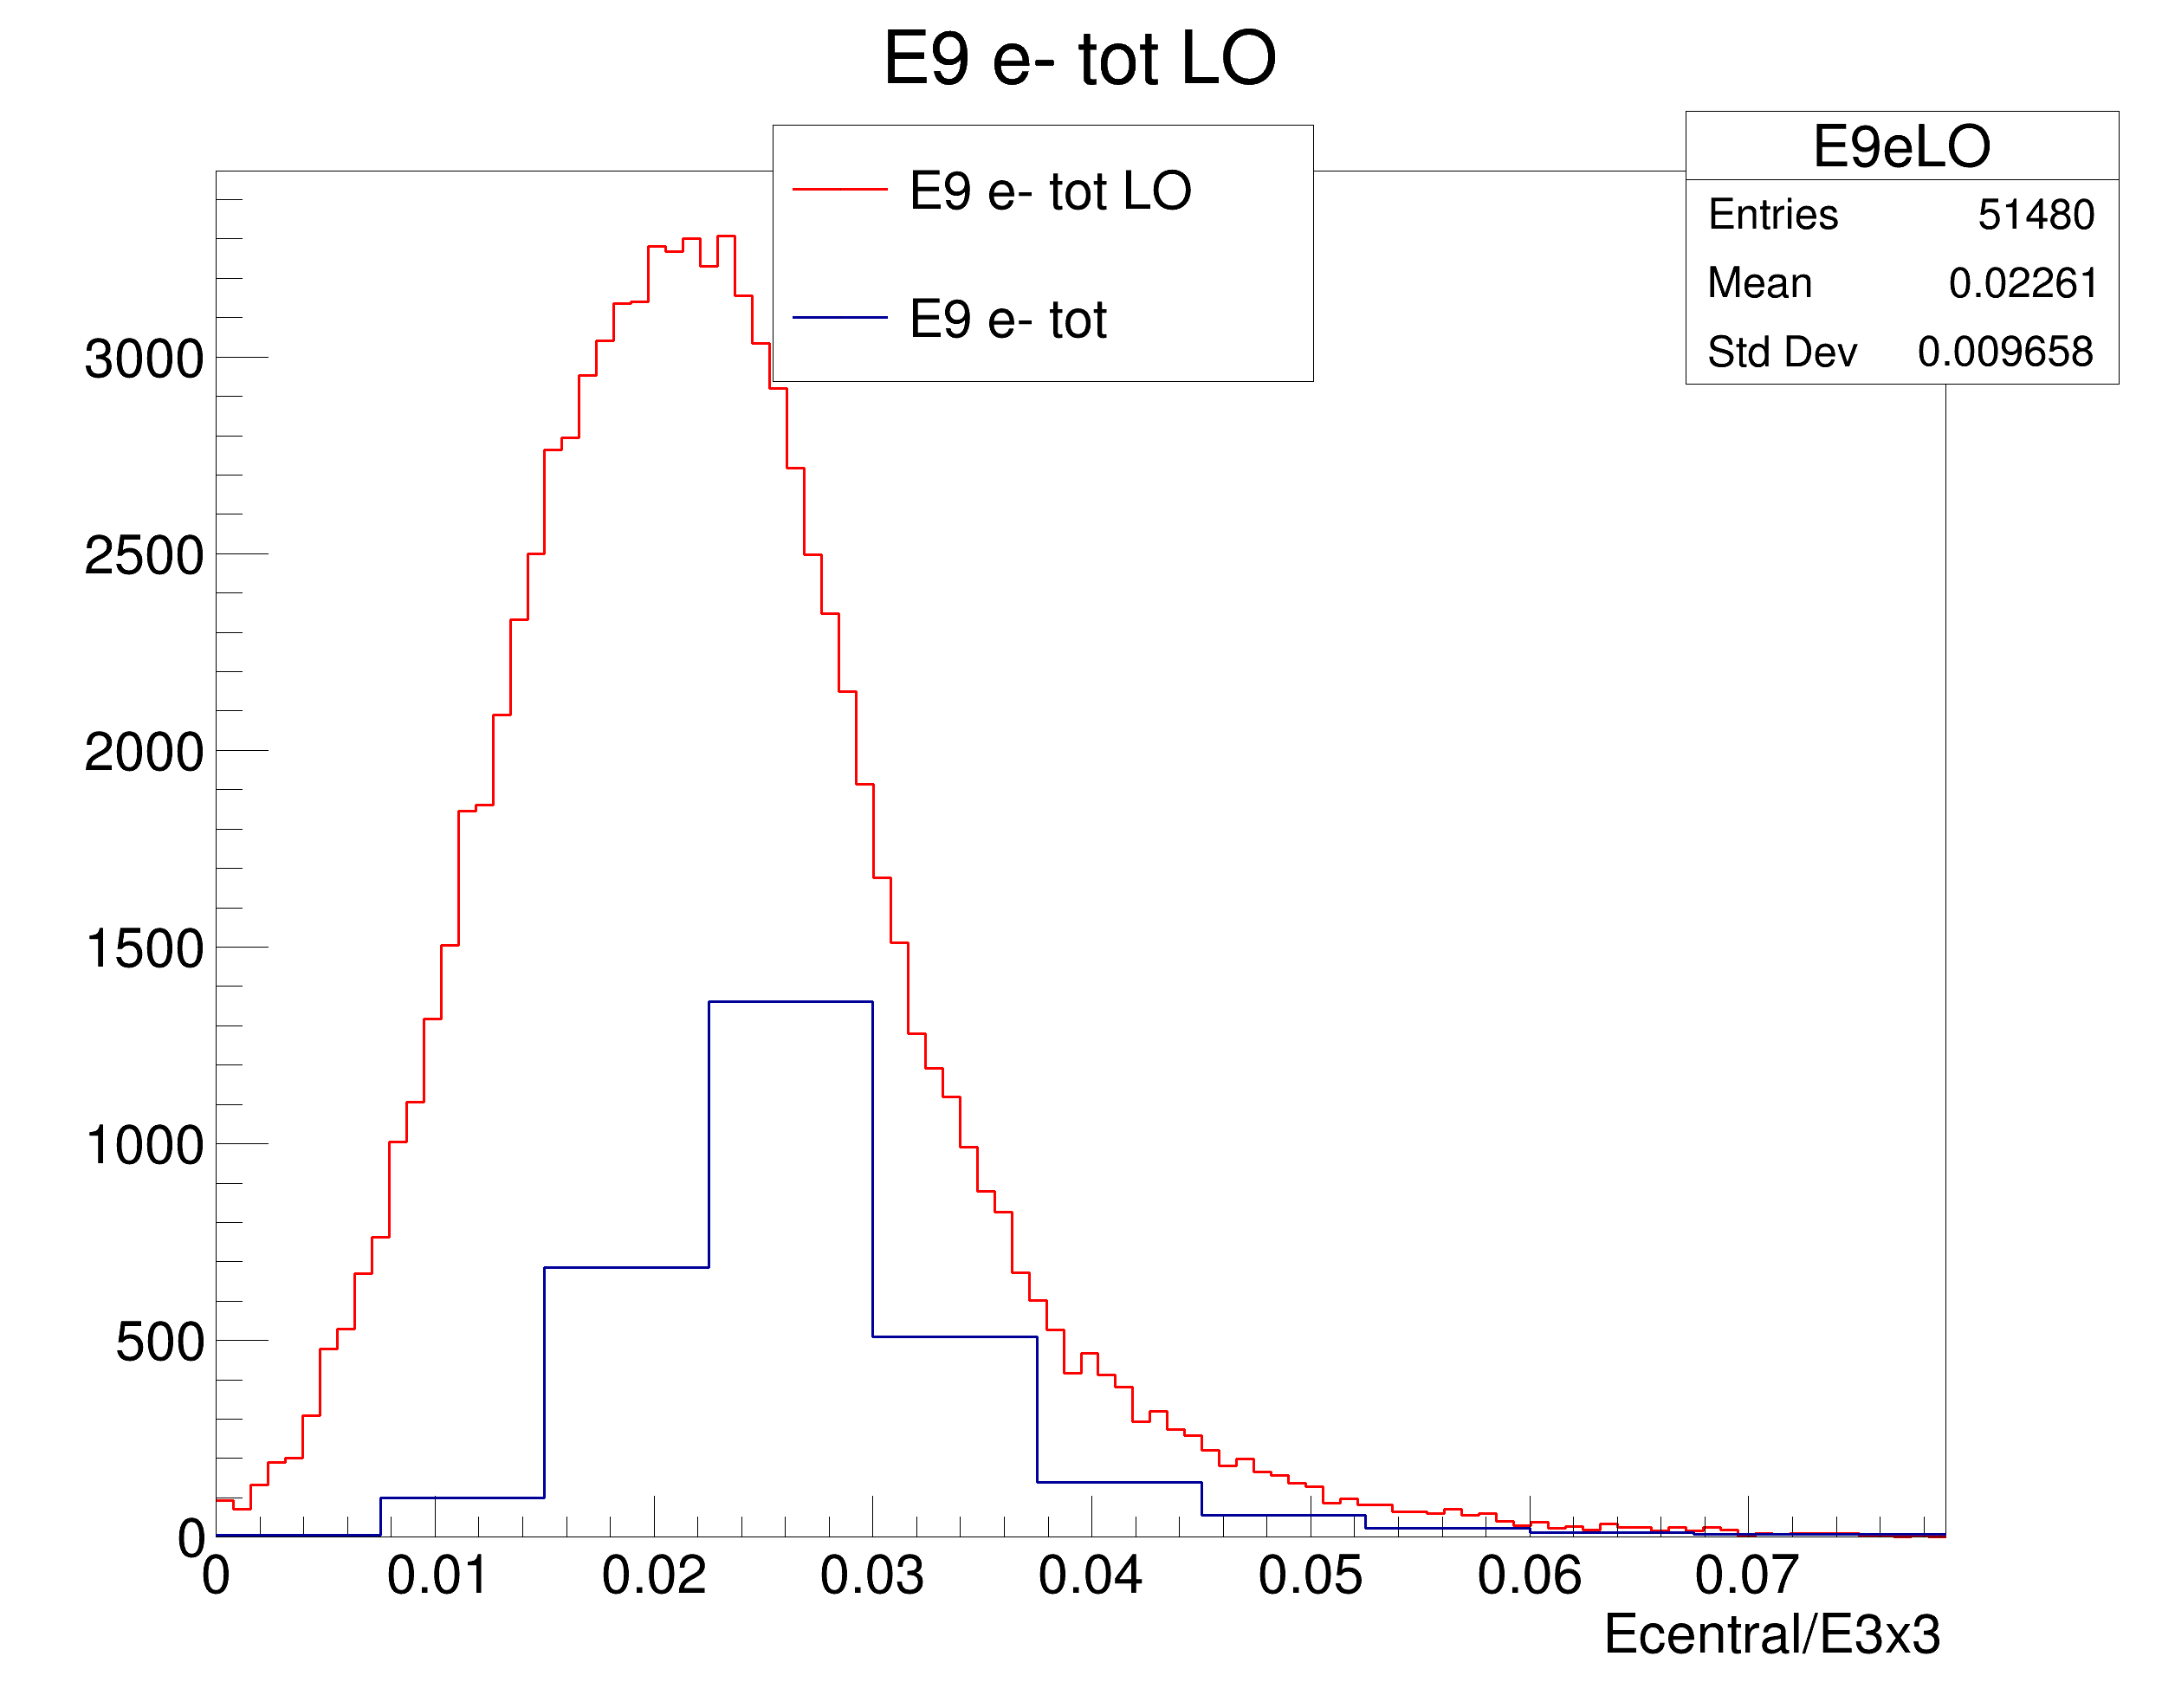 E9 e- tot LO
E9 e- tot LO
E9 e- tot
E9eLO
Entries 51480
Mean 0.02261
Std Dev 0.009658
3000
2500
2000
1500
1000
500
0
0 0.01 0.02 0.03 0.04 0.05 0.06 0.07
Ecentral/E3x3